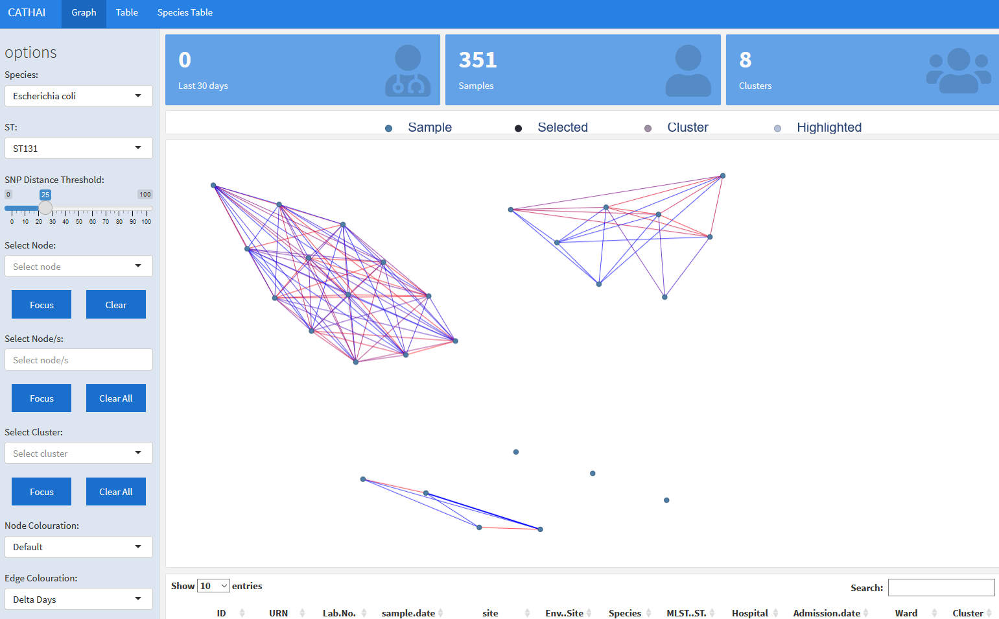 CATHAI Graph Table Species Table
options
Species:
Escherichia coli
ST:
ST131
SNP Distance Threshold:
0 25 100
0 10 20 30 40 50 60 70 80 90 100
Select Node:
Select node
Focus Clear
Select Node/s:
Select node/s
Focus Clear All
Select Cluster:
Select cluster
Focus Clear All
Node Colouration:
Default
Edge Colouration:
Delta Days
0
Last 30 days
351
Samples
8
Clusters
Sample Selected Cluster Highlighted
Show 10 entries
Search:
ID URN Lab.No. sample.date site Env..Site Species MLST..ST. Hospital Admission.date Ward Cluster